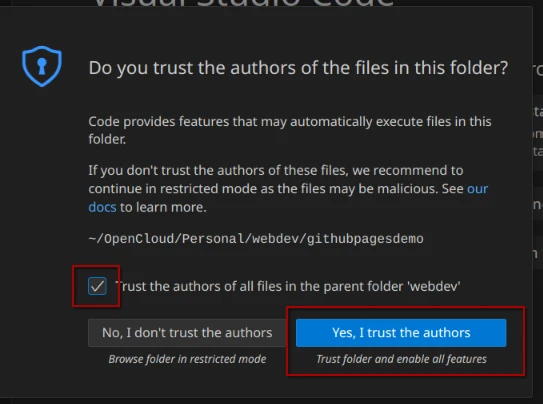 Visual Studio Code
Do you trust the authors of the files in this folder?
Code provides features that may automatically execute files in this
folder.
If you don't trust the authors of these files, we recommend to
continue in restricted mode as the files may be malicious. See our
docs to learn more.
~/OpenCloud/Personal/webdev/githubpagesdemo
Trust the authors of all files in the parent folder 'webdev'
No, I don't trust the authors
Yes, I trust the authors
Browse folder in restricted mode
Trust folder and enable all features